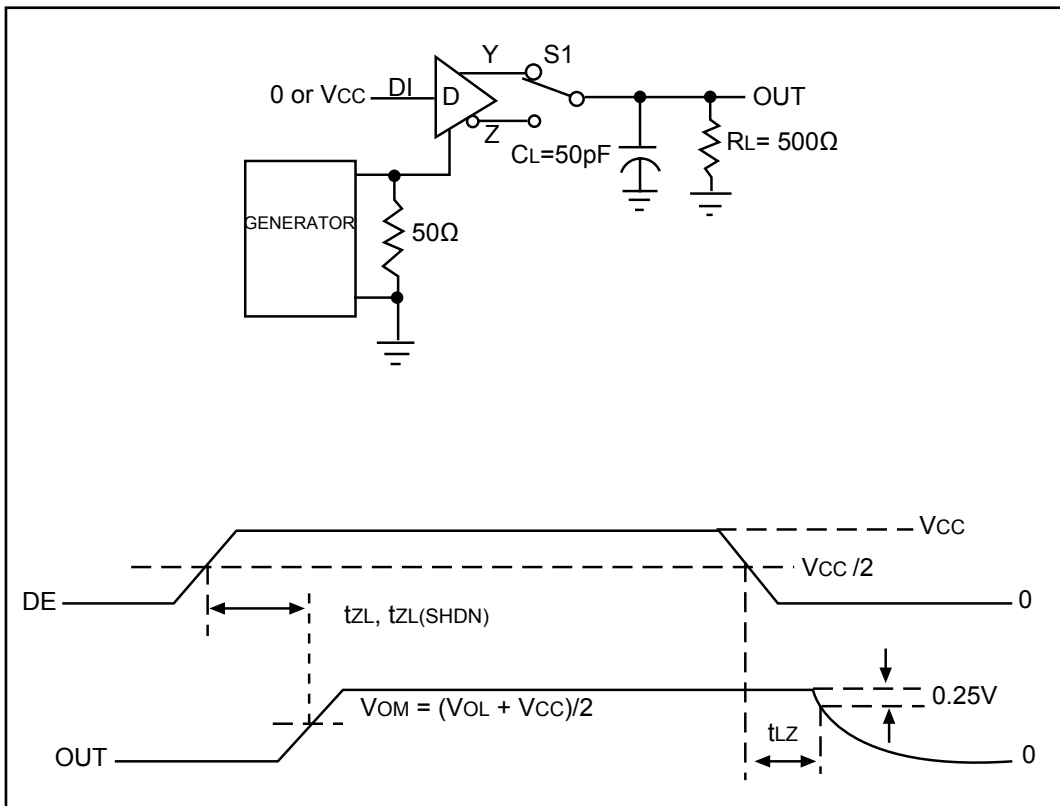 Y
S1
0 or VCC
DI
D
Z
OUT
CL=50pF
RL= 500Ω
GENERATOR
50Ω
VCC
VCC /2
DE
0
tZL, tZL(SHDN)
VOM = (VOL + VCC)/2
0.25V
tLZ
OUT
0